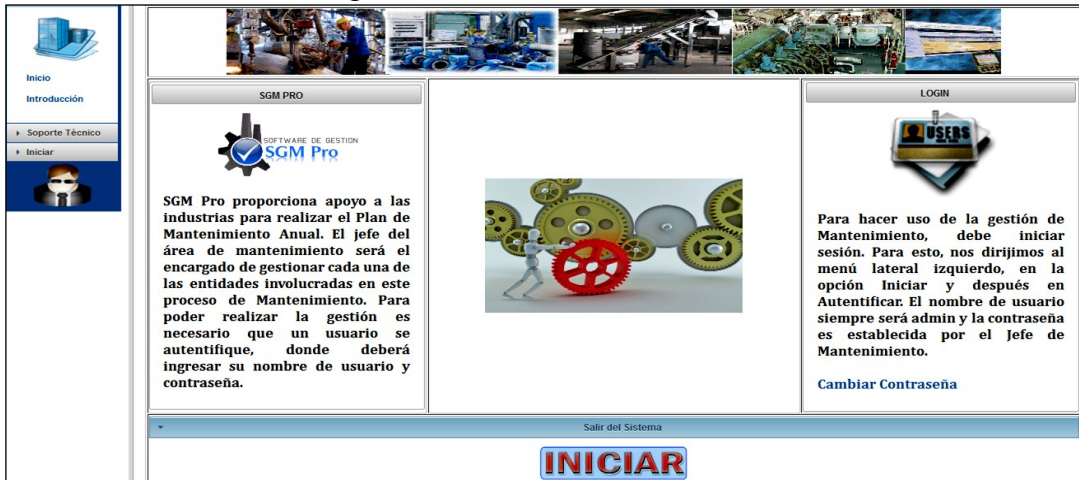 Inicio
Introducción
Soporte Tècnico
Iniciar
SGM PRO
SOFTWARE DE GESTION
SGM Pro
SGM Pro proporciona apoyo a las
industrias para realizar el Plan de
Mantenimiento Anual. El jefe del
área de mantenimiento será el
encargado de gestionar cada una de
las entidades involucradas en este
proceso de Mantenimiento. Para
poder realizar la gestión es
necesario que un usuario se
autentifique, donde deberá
ingresar su nombre de usuario y
contraseña.
LOGIN
USERS
Para hacer uso de la gestión de
Mantenimiento, debe iniciar
sesión. Para esto, nos dirijimos al
menú lateral izquierdo, en la
opción Iniciar y después en
Autentificar. El nombre de usuario
siempre será admin y la contraseña
es establecida por el Jefe de
Mantenimiento.
Cambiar Contraseña
Salir del Sistema
INICIAR